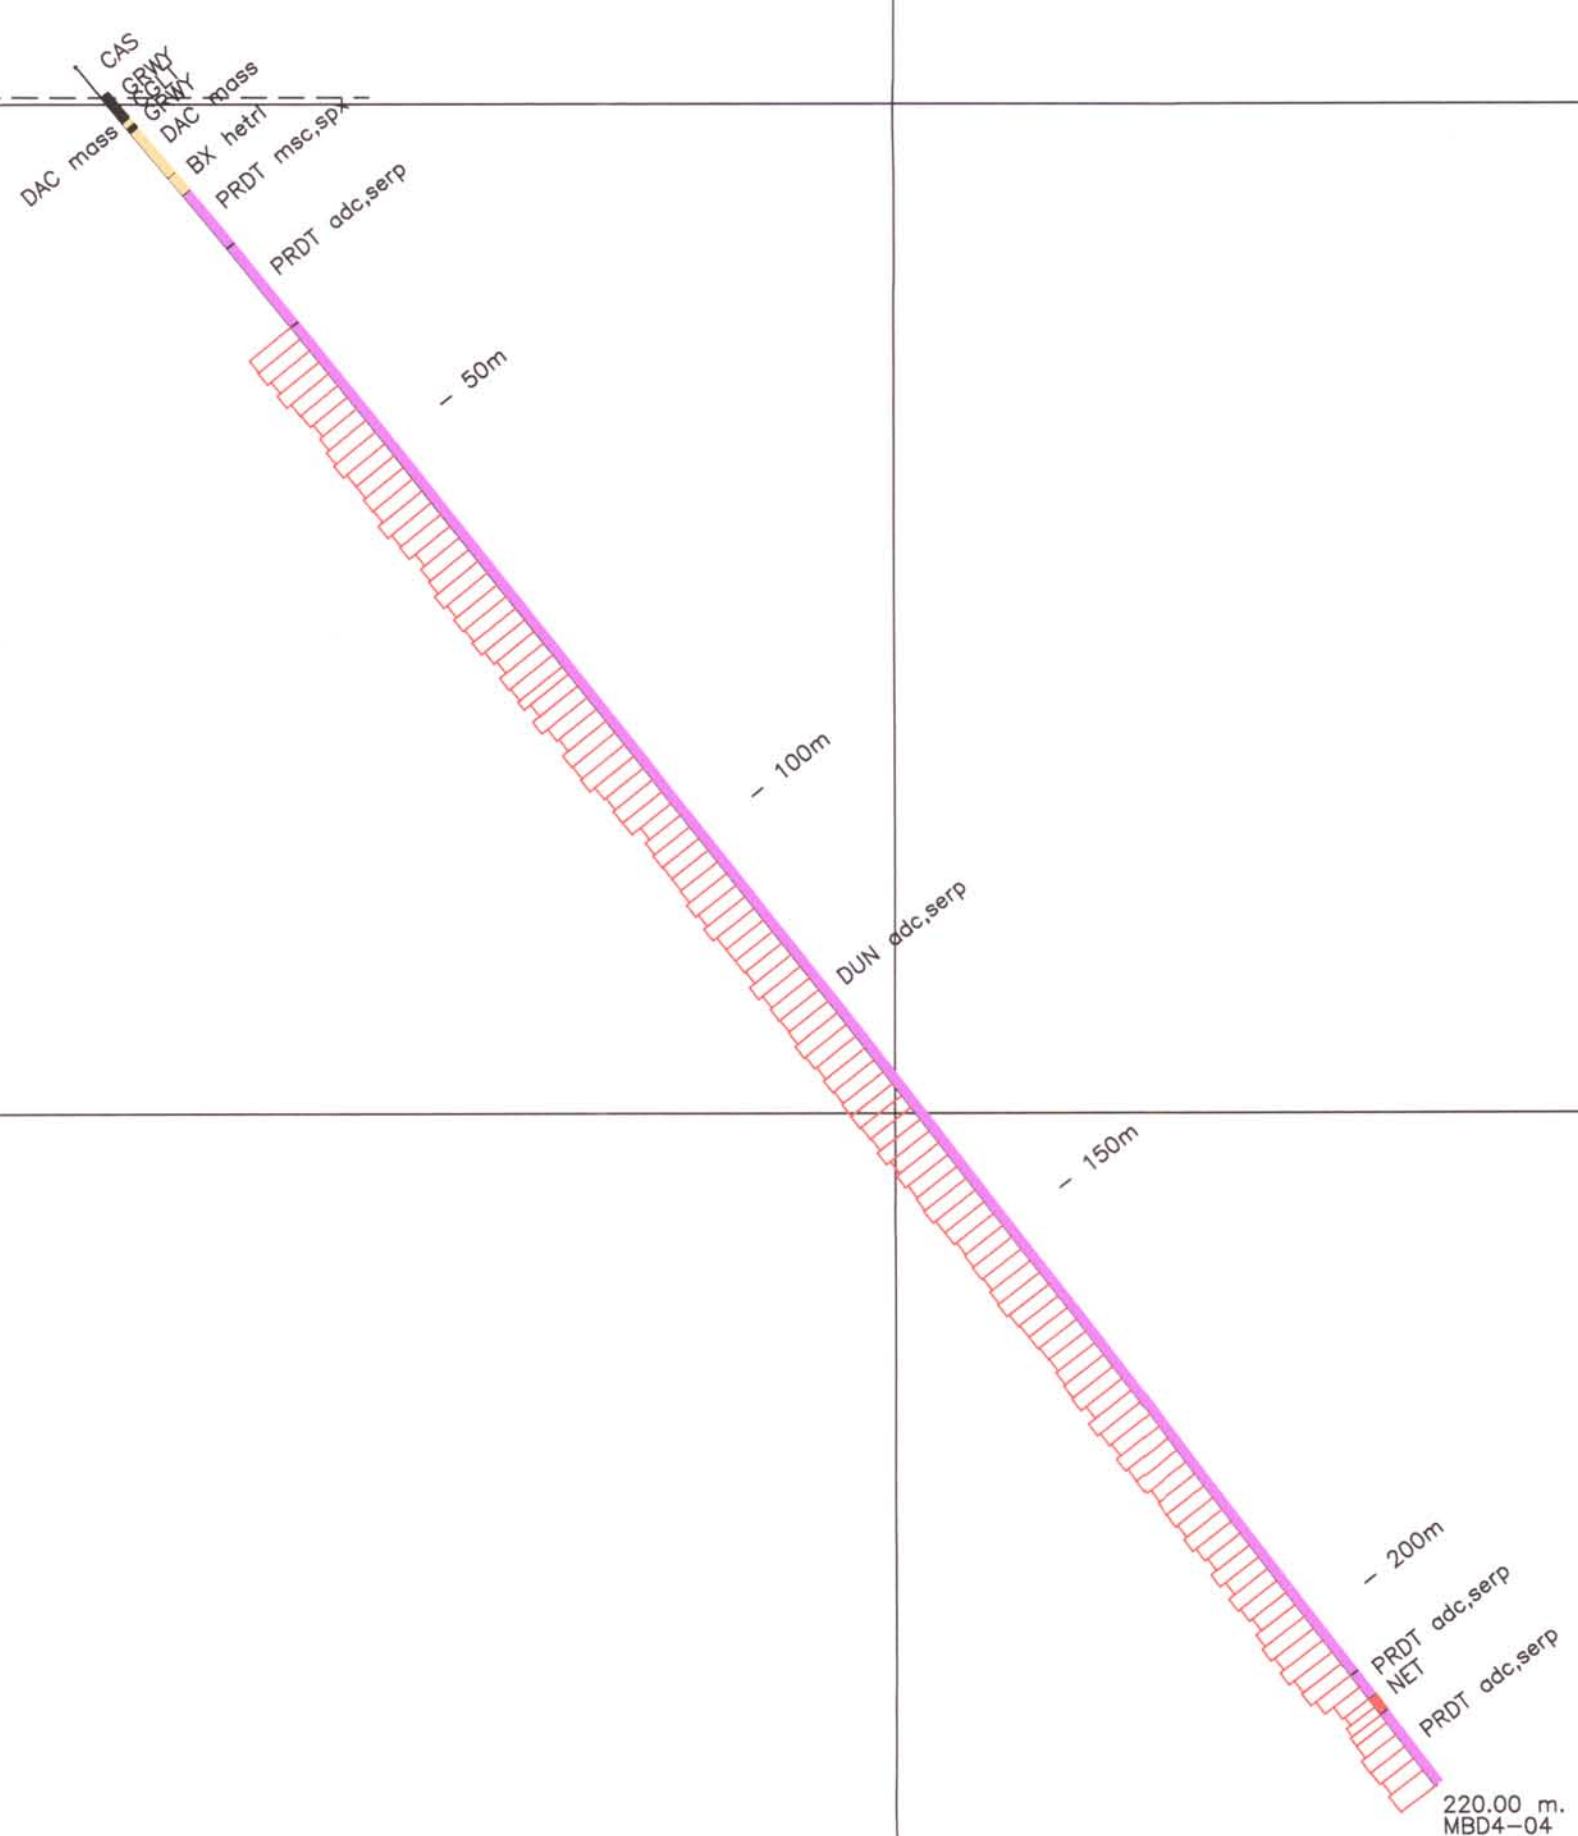 CAS
GRWY
CGLT
GRWY
DAC mass
DAC mass
BX hetrl
PRDT msc,spx
PRDT adc,serp
— 50m
— 100m
DUN adc,serp
— 150m
— 200m
PRDT adc,serp
NET
PRDT adc,serp
220.00 m.
MBD4-04